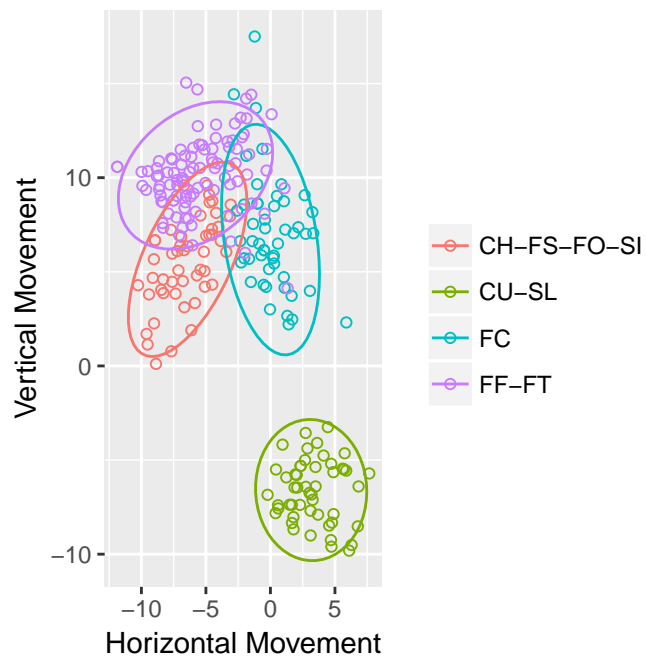 10
0
−10
Vertical Movement
−10 −5 0 5
Horizontal Movement
CH−FS−FO−SI
CU−SL
FC
FF−FT